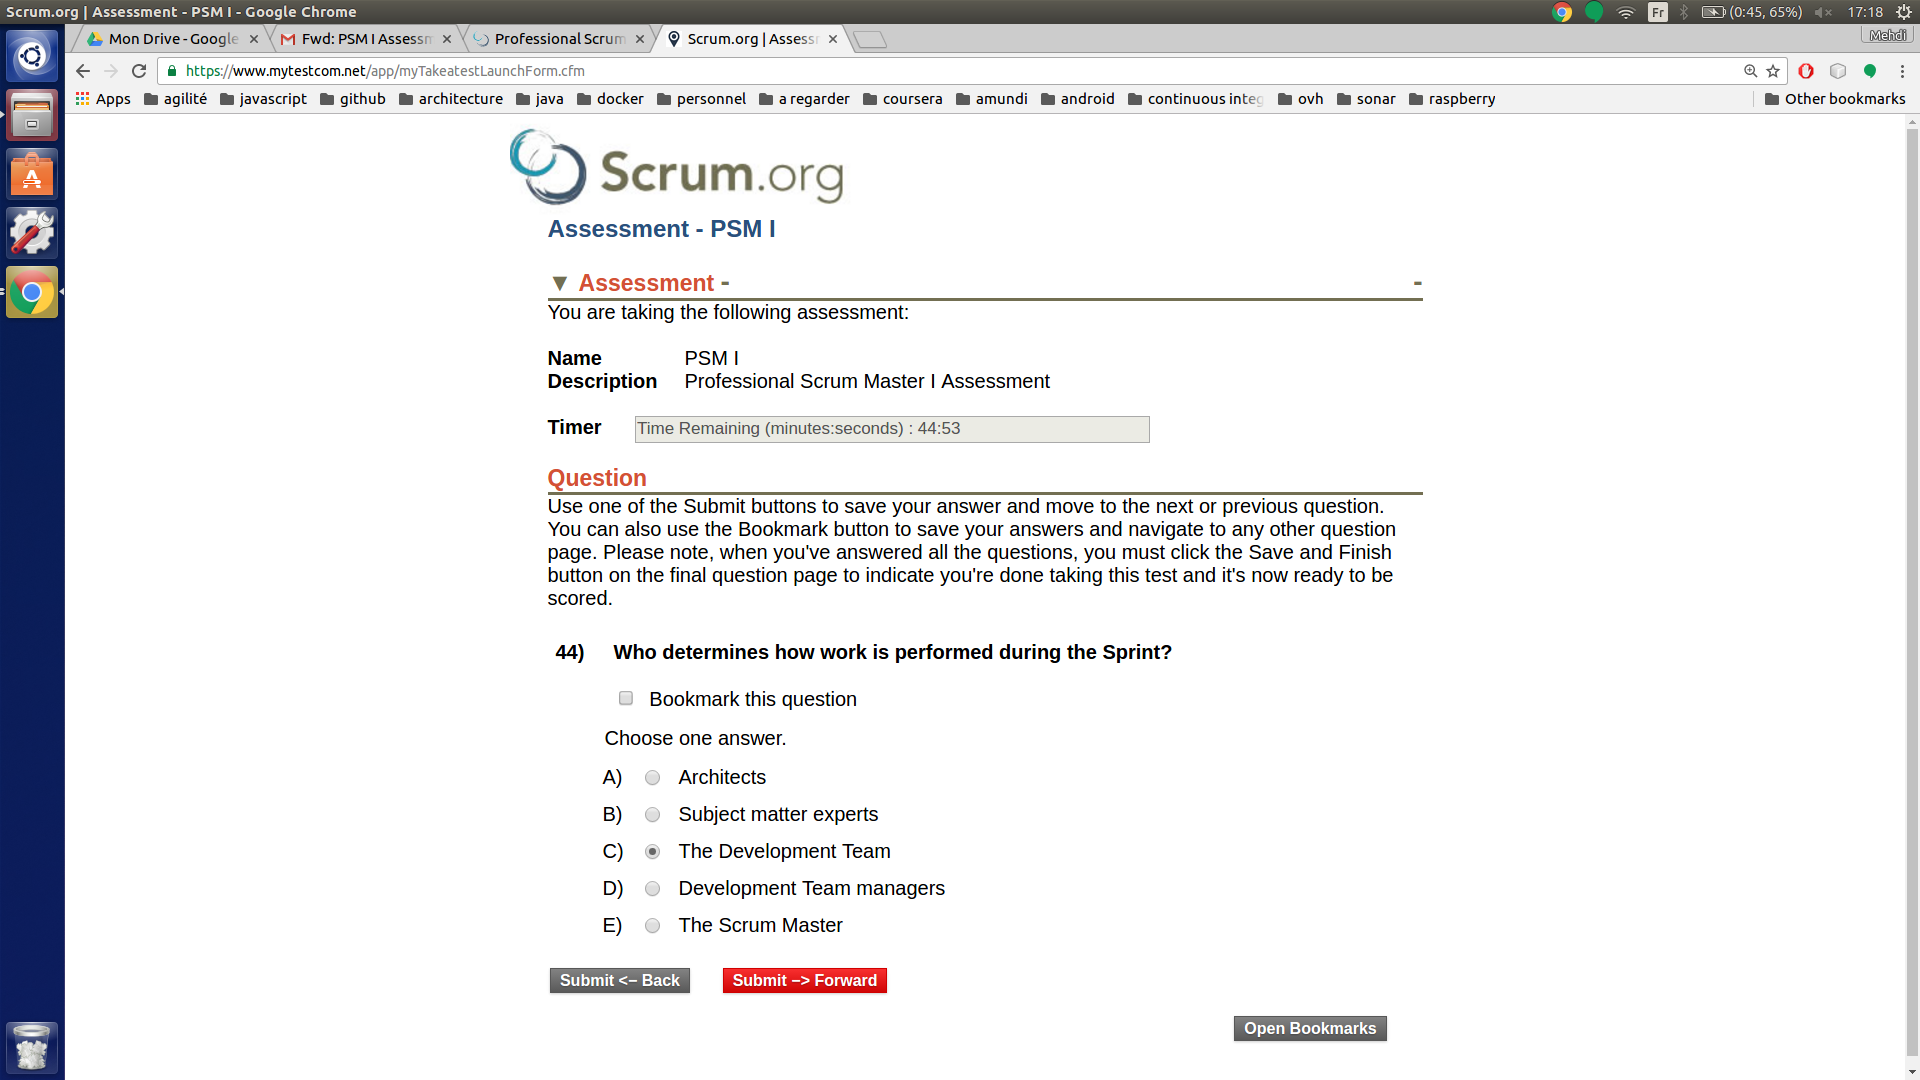 Scrum.org | Assessment - PSM I - Google Chrome
Fr
(0:45, 65%)
17:18
Mon Drive - Google
Fwd: PSM I Assessm
Professional Scrum
Scrum.org | Assess
Mehdi
https://www.mytestcom.net/app/myTakeatestLaunchForm.cfm
Apps agilité javascript github architecture java docker personnel a regarder coursera amundi android continuous integ ovh sonar raspberry Other bookmarks
Scrum.org
Assessment - PSM I
▼ Assessment - -
You are taking the following assessment:
Name PSM I
Description Professional Scrum Master I Assessment
Timer Time Remaining (minutes:seconds) : 44:53
Question
Use one of the Submit buttons to save your answer and move to the next or previous question.
You can also use the Bookmark button to save your answers and navigate to any other question
page. Please note, when you've answered all the questions, you must click the Save and Finish
button on the final question page to indicate you're done taking this test and it's now ready to be
scored.
44) Who determines how work is performed during the Sprint?
Bookmark this question
Choose one answer.
A) Architects
B) Subject matter experts
C) The Development Team
D) Development Team managers
E) The Scrum Master
Submit <– Back Submit –> Forward
Open Bookmarks